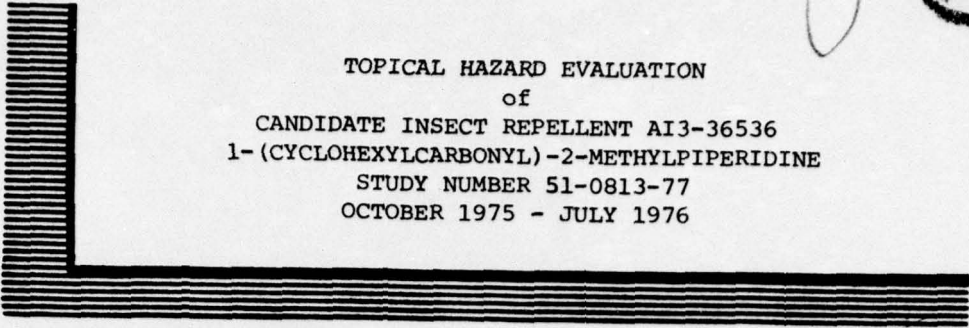 TOPICAL HAZARD EVALUATION
of
CANDIDATE INSECT REPELLENT AI3-36536
1-(CYCLOHEXYLCARBONYL)-2-METHYLPIPERIDINE
STUDY NUMBER 51-0813-77
OCTOBER 1975 - JULY 1976